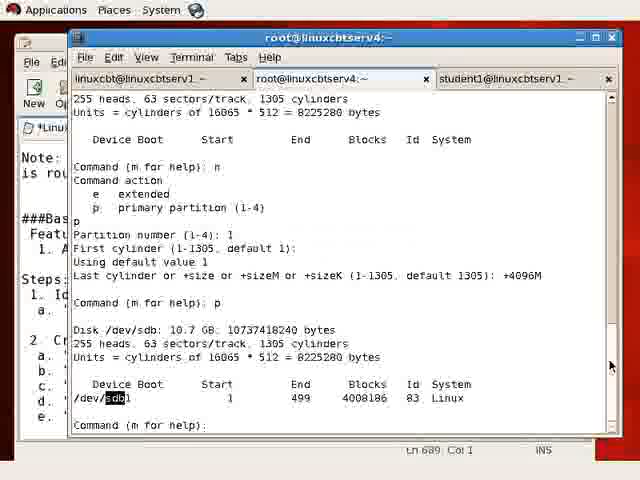 Applications Places System
root@linuxcbtserv4:~
File Edit View Terminal Tabs Help
linuxcbt@linuxcbtserv1:~
root@linuxcbtserv4:~
student1@linuxcbtserv1:~
255 heads, 63 sectors/track, 1305 cylinders
Units = cylinders of 16065 * 512 = 8225280 bytes
Device Boot Start End Blocks Id System
Command (m for help): n
Command action
e extended
p primary partition (1-4)
p
Partition number (1-4): 1
First cylinder (1-1305, default 1):
Using default value 1
Last cylinder or +size or +sizeM or +sizeK (1-1305, default 1305): +4096M
Command (m for help): p
Disk /dev/sdb: 10.7 GB, 10737418240 bytes
255 heads, 63 sectors/track, 1305 cylinders
Units = cylinders of 16065 * 512 = 8225280 bytes
Device Boot Start End Blocks Id System
/dev/sdb1 1 499 4008186 83 Linux
Command (m for help):
File
New
Note:
is
###Bas
1. A
Steps:
1.
a. "
2
a. "
b. "
c. "
d. "
e. "
Ln 689, Col 1 INS